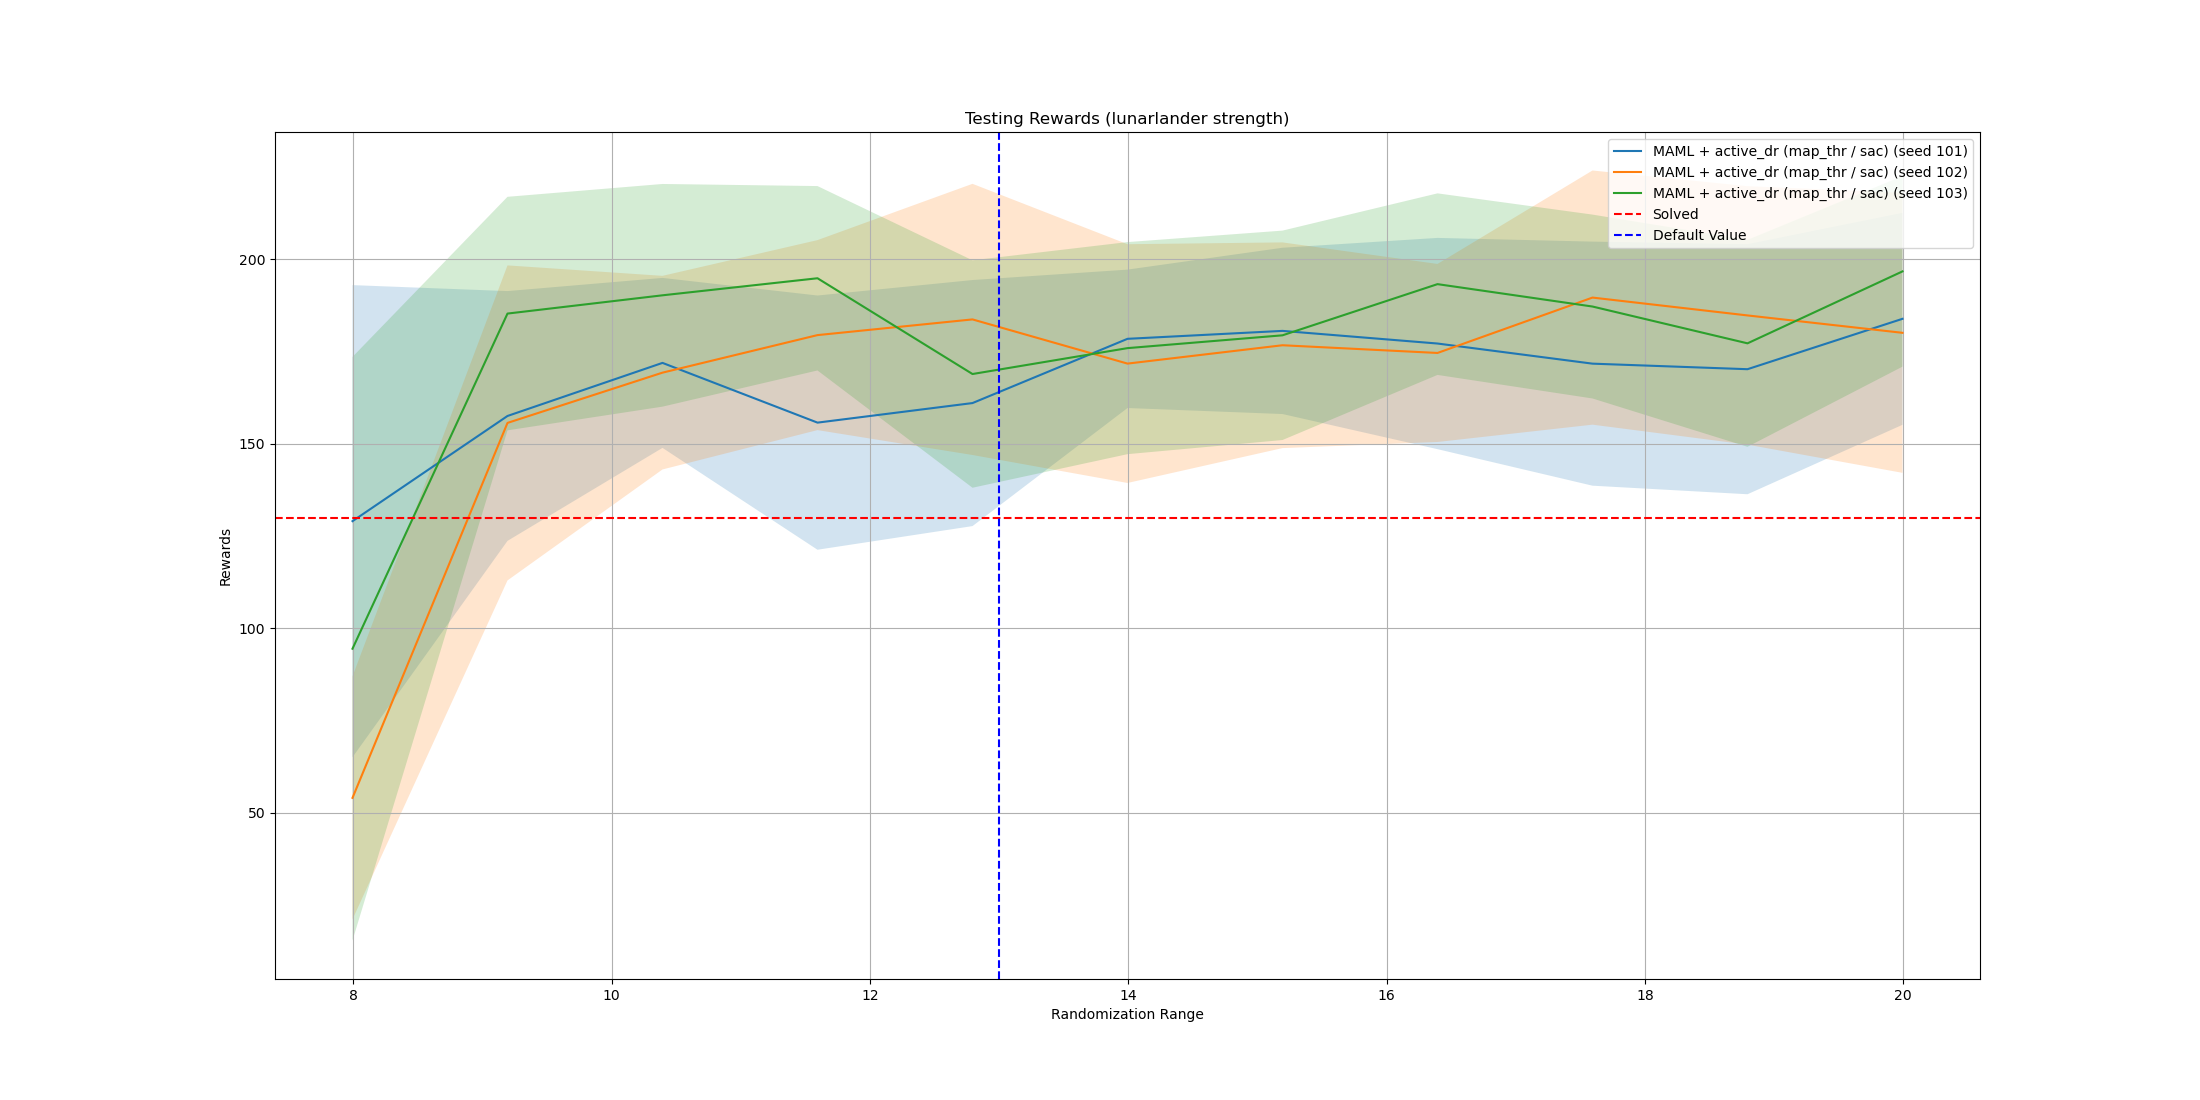 Testing Rewards (lunarlander strength)
MAML + active_dr (map_thr / sac) (seed 101)
MAML + active_dr (map_thr / sac) (seed 102)
MAML + active_dr (map_thr / sac) (seed 103)
Solved
Default Value
200
150
100
50
Rewards
8
10
12
14
16
18
20
Randomization Range